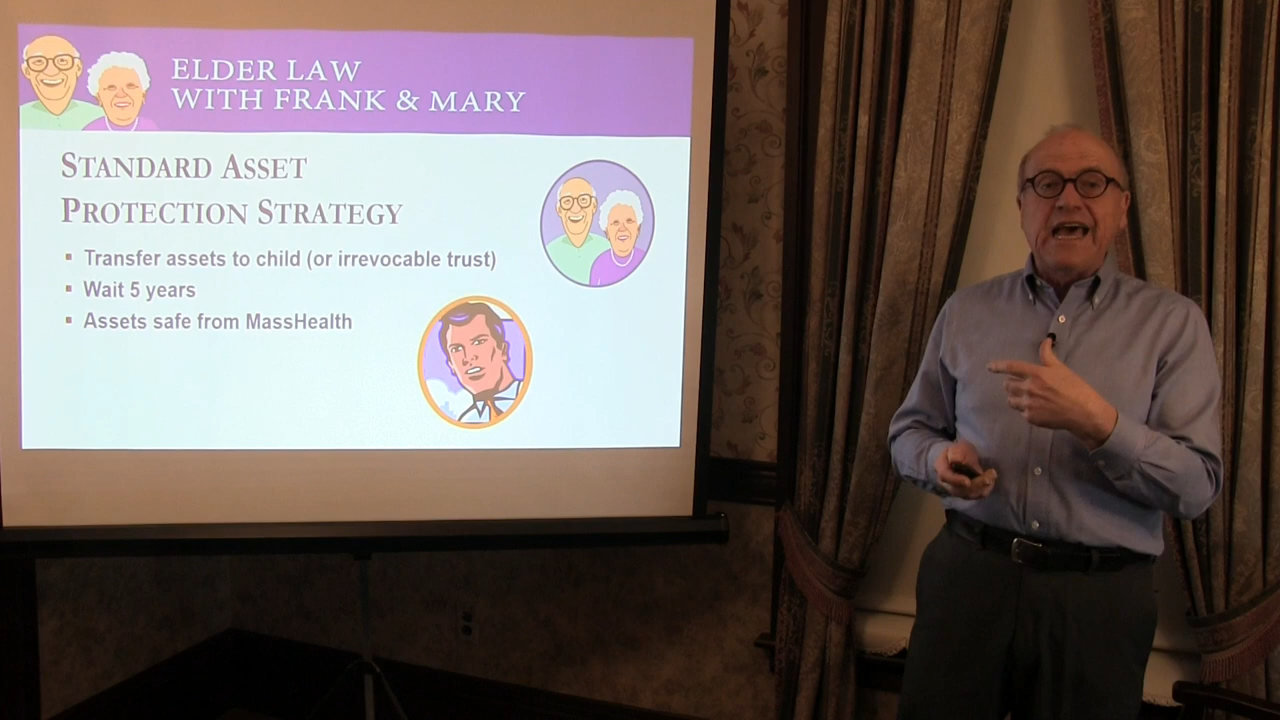 ELDER LAW
WITH FRANK & MARY
STANDARD ASSET
PROTECTION STRATEGY
▪ Transfer assets to child (or irrevocable trust)
▪ Wait 5 years
▪ Assets safe from MassHealth